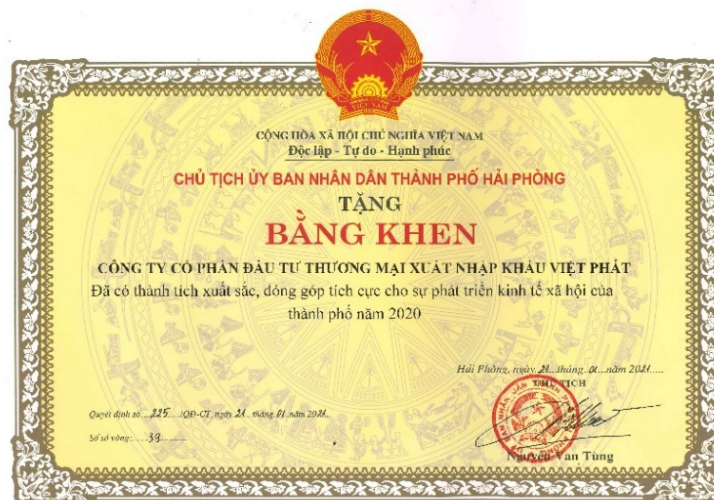 CỘNG HÒA XÃ HỘI CHỦ NGHĨA VIỆT NAM
Độc lập - Tự do - Hạnh phúc
CHỦ TỊCH ỦY BAN NHÂN DÂN THÀNH PHỐ HẢI PHÒNG
TẶNG
BẰNG KHEN
CÔNG TY CỔ PHẦN ĐẦU TƯ THƯƠNG MẠI XUẤT NHẬP KHẨU VIỆT PHÁT
Đã có thành tích xuất sắc, đóng góp tích cực cho sự phát triển kinh tế xã hội của
thành phố năm 2020
Hải Phòng, ngày 21 tháng 01 năm 2021
CHỦ TỊCH
Quyết định số 225 /QĐ-CT, ngày 21 tháng 01 năm 2021
Số sổ vàng: 39
Nguyễn Văn Tùng